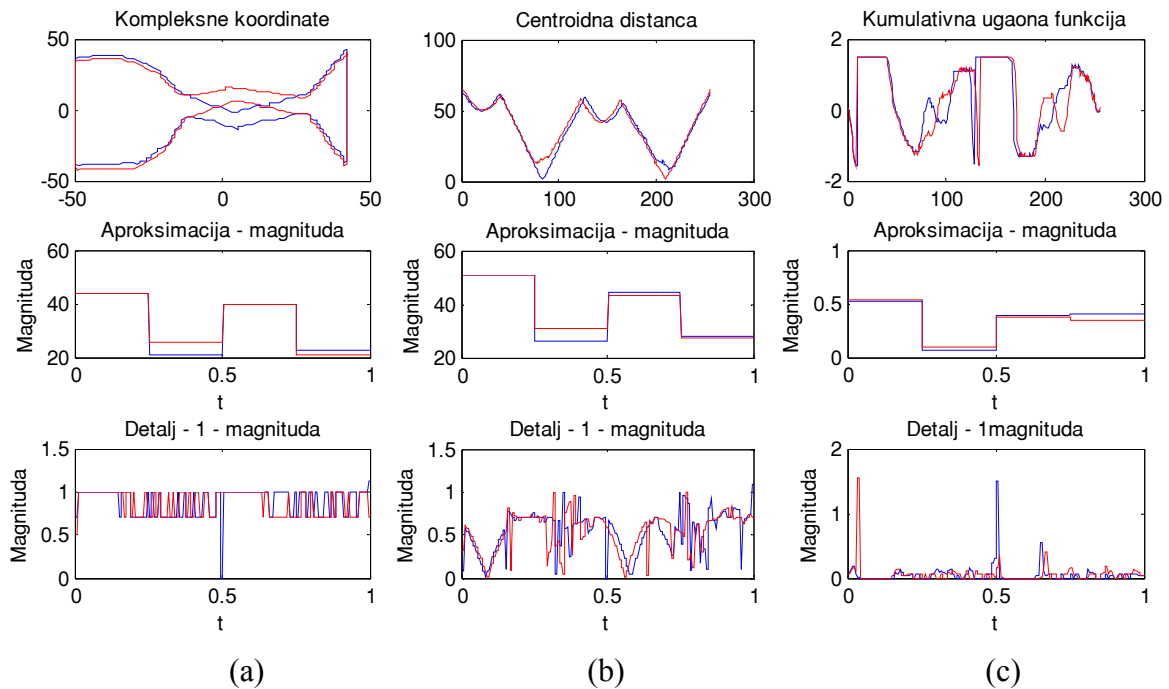 Kompleksne koordinate
50
0
-50
-50
0
50
Centroidna distanca
100
50
0
0
100
200
300
Kumulativna ugaona funkcija
2
0
-2
0
100
200
300
Aproksimacija - magnituda
Magnituda
60
40
20
0
0.5
1
t
Aproksimacija - magnituda
Magnituda
60
40
20
0
0.5
1
t
Aproksimacija - magnituda
Magnituda
1
0.5
0
0
0.5
1
t
Detalj - 1 - magnituda
Magnituda
1.5
1
0.5
0
0
0.5
1
t
Detalj - 1 - magnituda
Magnituda
1.5
1
0.5
0
0
0.5
1
t
Detalj - 1magnituda
Magnituda
2
1
0
0
0.5
1
t
(a)
(b)
(c)